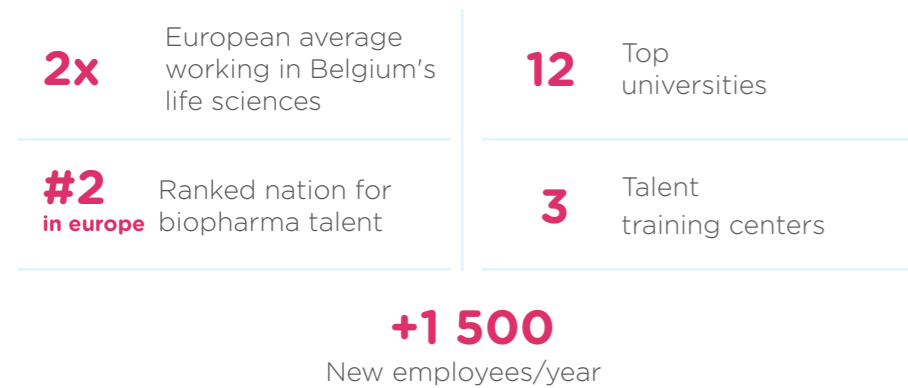 2x
European average
working in Belgium's
life sciences
12
Top
universities
#2
in europe
Ranked nation for
biopharma talent
3
Talent
training centers
+1 500
New employees/year